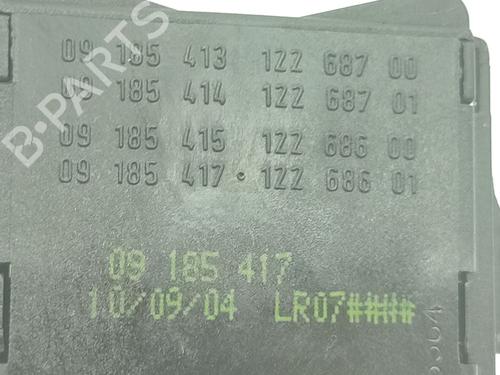 09 185 413 122 687 00
09 185 414 122 687 01
09 185 415 122 686 00
09 185 417 • 122 686 01
B-PARTS
09 185 417
10/09/04 LR07####